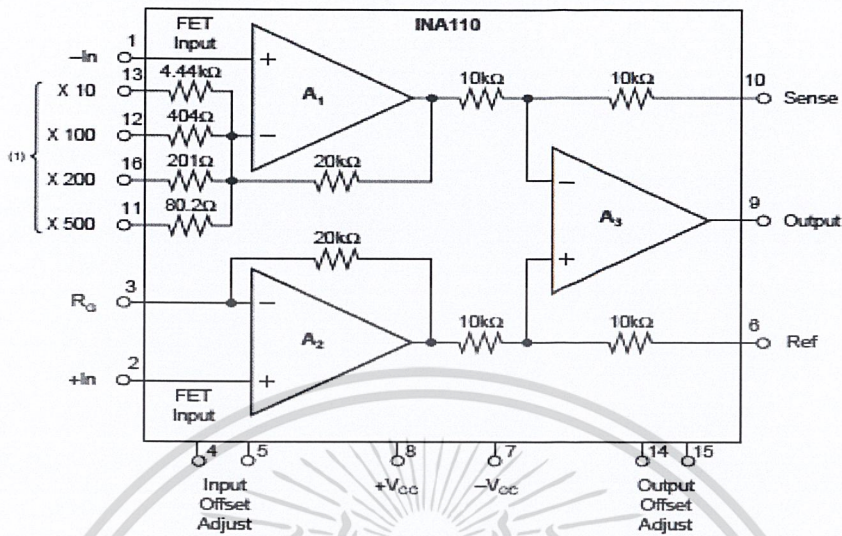 INA110
FET
Input
–In
1
13
X 10
4.44kΩ
12
X 100
404Ω
(1)
16
X 200
201Ω
11
X 500
80.2Ω
+
–
A1
10kΩ
10kΩ
10
Sense
20kΩ
–
+
A3
9
Output
20kΩ
3
RG
–
+
A2
10kΩ
10kΩ
6
Ref
2
+In
FET
Input
4
5
8
7
14
15
Input
Offset
Adjust
+VCC
–VCC
Output
Offset
Adjust